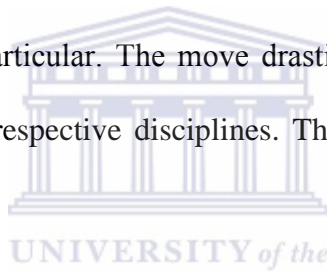 articular. The move drasti
respective disciplines. Th
UNIVERSITY of the